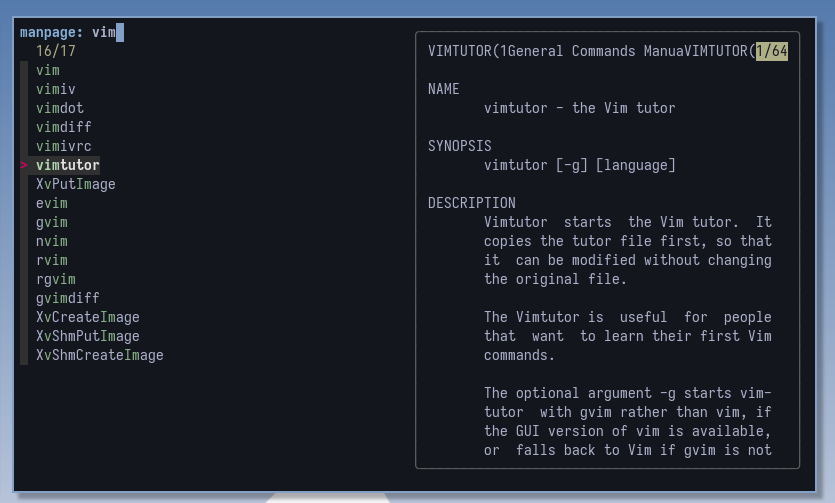 manpage: vim
16/17
vim
vimiv
vimdot
vimdiff
vimivrc
> vimtutor
XvPutImage
evim
gvim
nvim
rvim
rgvim
gvimdiff
XvCreateImage
XvShmPutImage
XvShmCreateImage
VIMTUTOR(1General Commands ManuaVIMTUTOR(1/64
NAME
vimtutor - the Vim tutor
SYNOPSIS
vimtutor [-g] [language]
DESCRIPTION
Vimtutor  starts  the Vim tutor.  It
copies the tutor file first, so that
it  can be modified without changing
the original file.
The Vimtutor is  useful  for  people
that  want  to learn their first Vim
commands.
The optional argument -g starts vim-
tutor  with gvim rather than vim, if
the GUI version of vim is available,
or  falls back to Vim if gvim is not